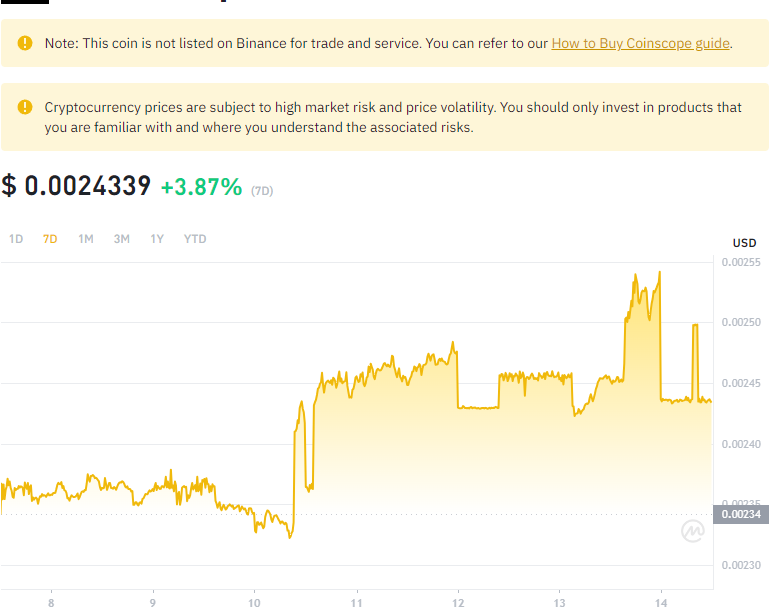 Note: This coin is not listed on Binance for trade and service. You can refer to our How to Buy Coinscope guide.
Cryptocurrency prices are subject to high market risk and price volatility. You should only invest in products that
you are familiar with and where you understand the associated risks.
$ 0.0024339 +3.87% (7D)
1D 7D 1M 3M 1Y YTD
USD
0.00255
0.00250
0.00245
0.00240
0.00235
0.00234
0.00230
8 9 10 11 12 13 14